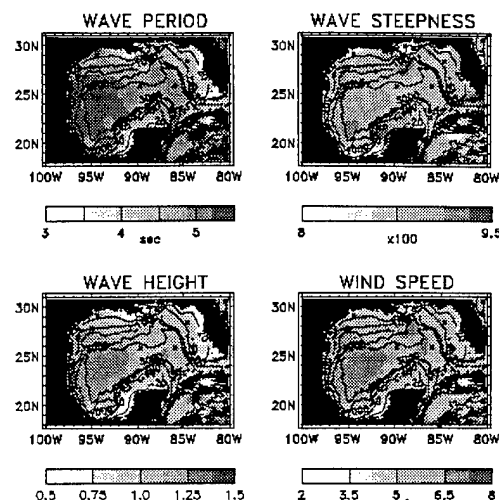 WAVE PERIOD
WAVE STEEPNESS
30N
25N
20N
100W 95W 90W 85W 80W
30N
25N
20N
100W 95W 90W 85W 80W
3 4 5
sec
8 9.5
x100
WAVE HEIGHT
WIND SPEED
30N
25N
20N
100W 95W 90W 85W 80W
30N
25N
20N
100W 95W 90W 85W 80W
0.5 0.75 1.0 1.25 1.5
2 3.5 5 6.5 8